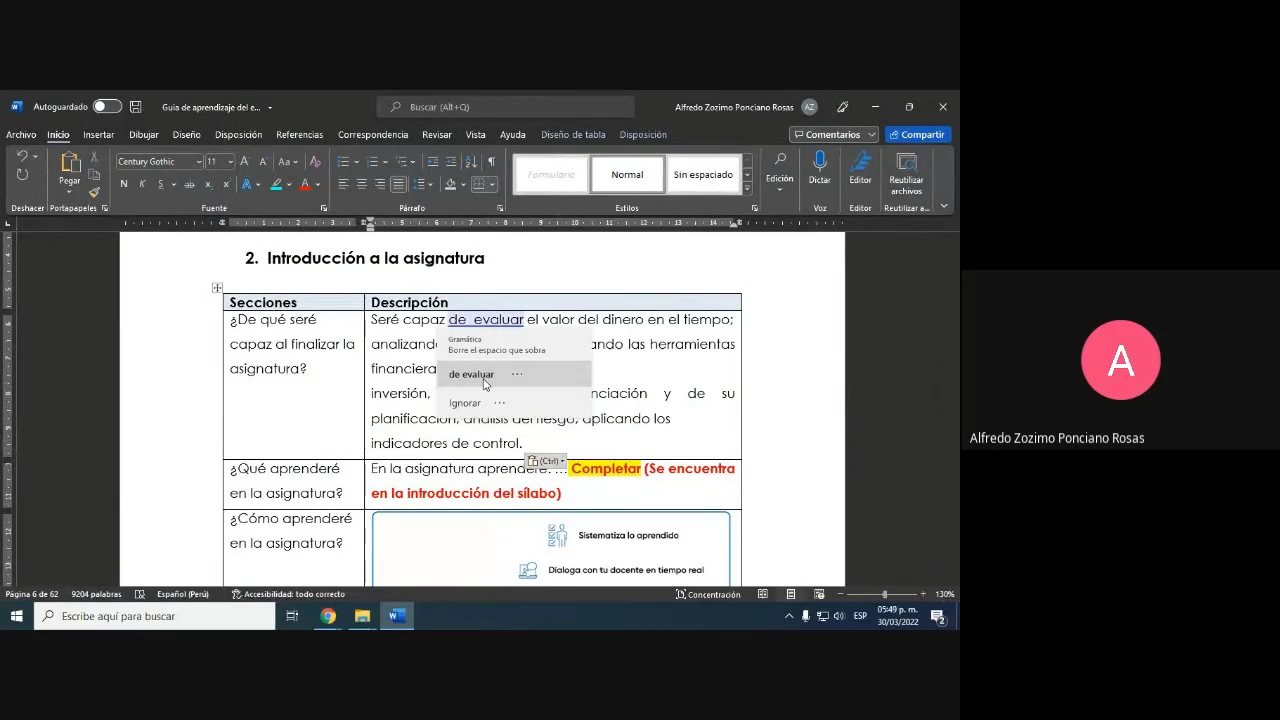 Autoguardado
Guia de aprendizaje del e...
Buscar (Alt+Q)
Alfredo Zozimo Ponciano Rosas
AZ
Archivo Inicio Insertar Dibujar Diseño Disposición Referencias Correspondencia Revisar Vista Ayuda Diseño de tabla Disposición
Comentarios
Compartir
Century Gothic
11
Pegar
Formulario
Normal
Sin espaciado
Edición
Dictar
Editor
Reutilizar archivos
Deshacer
Portapapeles
Fuente
Párrafo
Estilos
Voz
Editor
Reutilizar a...
2. Introducción a la asignatura
Secciones
Descripción
¿De qué seré
capaz al finalizar la
asignatura?
Seré capaz de  evaluar el valor del dinero en el tiempo;
analizando ando las herramientas
financiera
inversión, nciación y de su
planificación, análisis del riesgo, aplicando los
indicadores de control.
Gramática
Borre el espacio que sobra
de evaluar ...
Ignorar ...
(Ctrl)
¿Qué aprenderé
en la asignatura?
En la asignatura aprenderé: ... Completar (Se encuentra
en la introducción del sílabo)
¿Cómo aprenderé
en la asignatura?
Sistematiza lo aprendido
Dialoga con tu docente en tiempo real
Página 6 de 62
9204 palabras
Español (Perú)
Accesibilidad: todo correcto
Concentración
130%
Escribe aquí para buscar
ESP
05:49 p. m.
30/03/2022
2
A
Alfredo Zozimo Ponciano Rosas